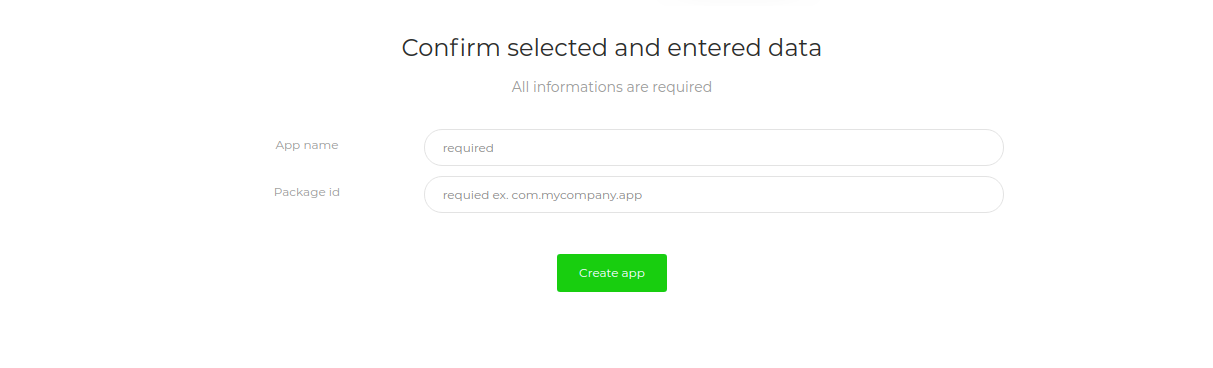 Confirm selected and entered data
All informations are required
App name
required
Package id
requied ex. com.mycompany.app
Create app